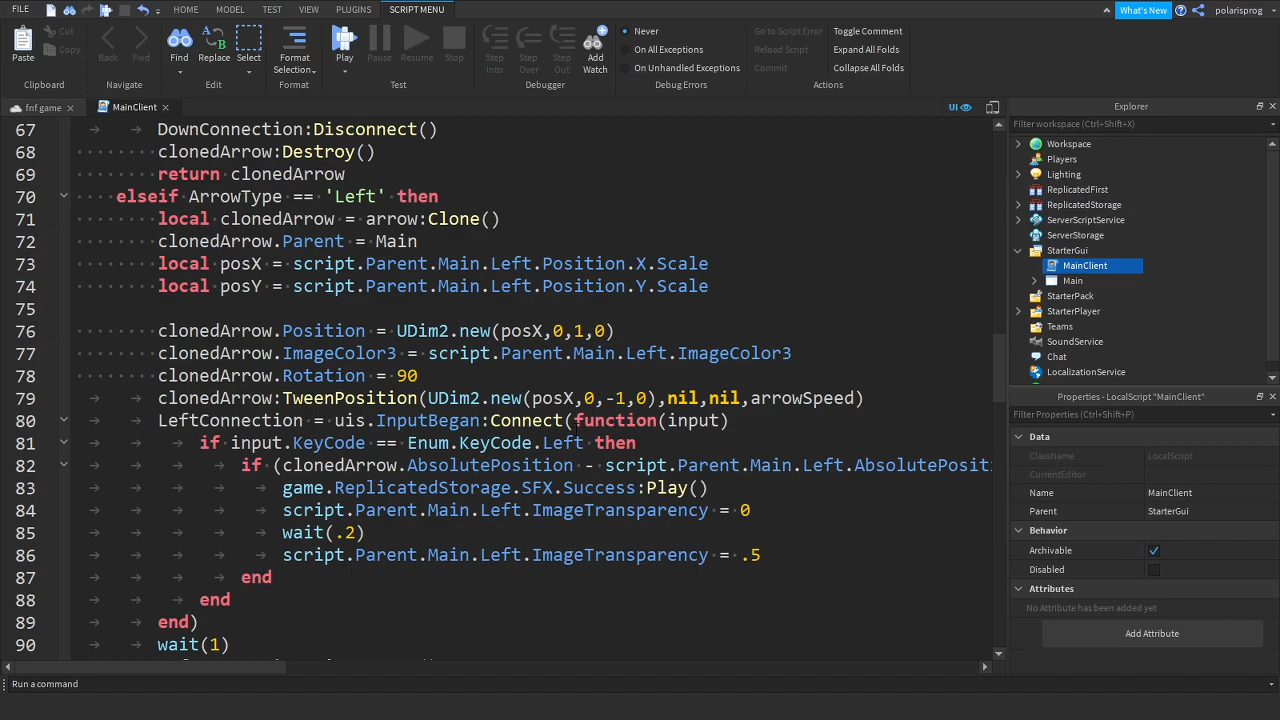 FILE HOME MODEL TEST VIEW PLUGINS SCRIPT MENU What's New polarisprog
Paste Cut Copy Back Fwd Find Replace Select Format Selection Play Pause Resume Stop Step Into Step Over Step Out Add Watch Never On All Exceptions On Unhandled Exceptions Go to Script Error Reload Script Commit Toggle Comment Expand All Folds Collapse All Folds
Clipboard Navigate Edit Format Test Debugger Debug Errors Actions
fnf game MainClient UI
67 DownConnection:Disconnect()
68 clonedArrow:Destroy()
69 return clonedArrow
70 elseif ArrowType == 'Left' then
71 local clonedArrow = arrow:Clone()
72 clonedArrow.Parent = Main
73 local posX = script.Parent.Main.Left.Position.X.Scale
74 local posY = script.Parent.Main.Left.Position.Y.Scale
75
76 clonedArrow.Position = UDim2.new(posX,0,1,0)
77 clonedArrow.ImageColor3 = script.Parent.Main.Left.ImageColor3
78 clonedArrow.Rotation = 90
79 clonedArrow:TweenPosition(UDim2.new(posX,0,-1,0),nil,nil,arrowSpeed)
80 LeftConnection = uis.InputBegan:Connect(function(input)
81 if input.KeyCode == Enum.KeyCode.Left then
82 if (clonedArrow.AbsolutePosition - script.Parent.Main.Left.AbsolutePositi
83 game.ReplicatedStorage.SFX.Success:Play()
84 script.Parent.Main.Left.ImageTransparency = 0
85 wait(.2)
86 script.Parent.Main.Left.ImageTransparency = .5
87 end
88 end
89 end)
90 wait(1)
Run a command
Explorer
Filter workspace (Ctrl+Shift+X)
Workspace
Players
Lighting
ReplicatedFirst
ReplicatedStorage
ServerScriptService
ServerStorage
StarterGui
MainClient
Main
StarterPack
StarterPlayer
Teams
SoundService
Chat
LocalizationService
Properties - LocalScript "MainClient"
Filter Properties (Ctrl+Shift+P)
Data
ClassName LocalScript
CurrentEditor
Name MainClient
Parent StarterGui
Behavior
Archivable
Disabled
Attributes
No Attribute has been added yet
Add Attribute